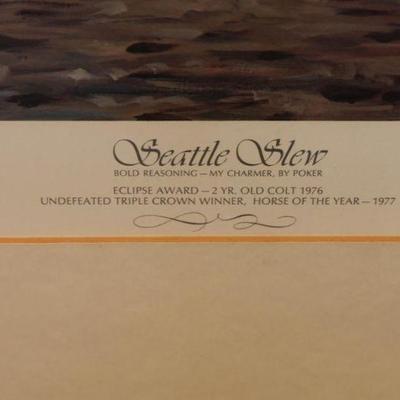 Seattle Slew
BOLD REASONING — MY CHARMER, BY POKER
ECLIPSE AWARD — 2 YR. OLD COLT 1976
UNDEFEATED TRIPLE CROWN WINNER, HORSE OF THE YEAR — 1977